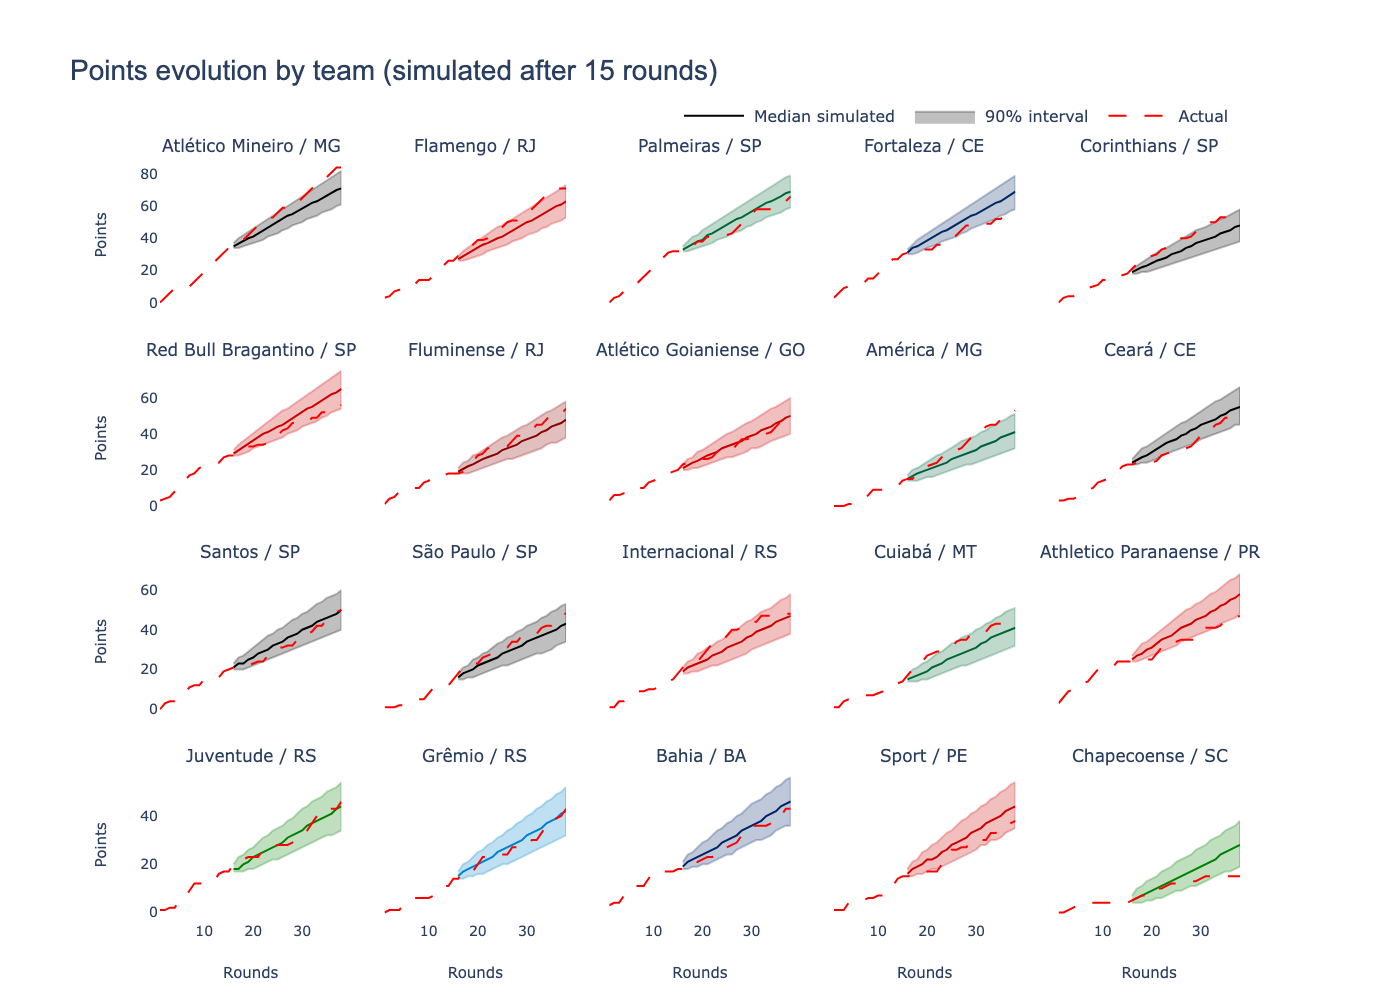 Points evolution by team (simulated after 15 rounds)
Median simulated 90% interval Actual
Atlético Mineiro / MG Flamengo / RJ Palmeiras / SP Fortaleza / CE Corinthians / SP
80
60
40
20
0
Points
Red Bull Bragantino / SP Fluminense / RJ Atlético Goianiense / GO América / MG Ceará / CE
60
40
20
0
Points
Santos / SP São Paulo / SP Internacional / RS Cuiabá / MT Athletico Paranaense / PR
60
40
20
0
Points
Juventude / RS Grêmio / RS Bahia / BA Sport / PE Chapecoense / SC
40
20
0
Points
10 20 30 10 20 30 10 20 30 10 20 30 10 20 30
Rounds Rounds Rounds Rounds Rounds